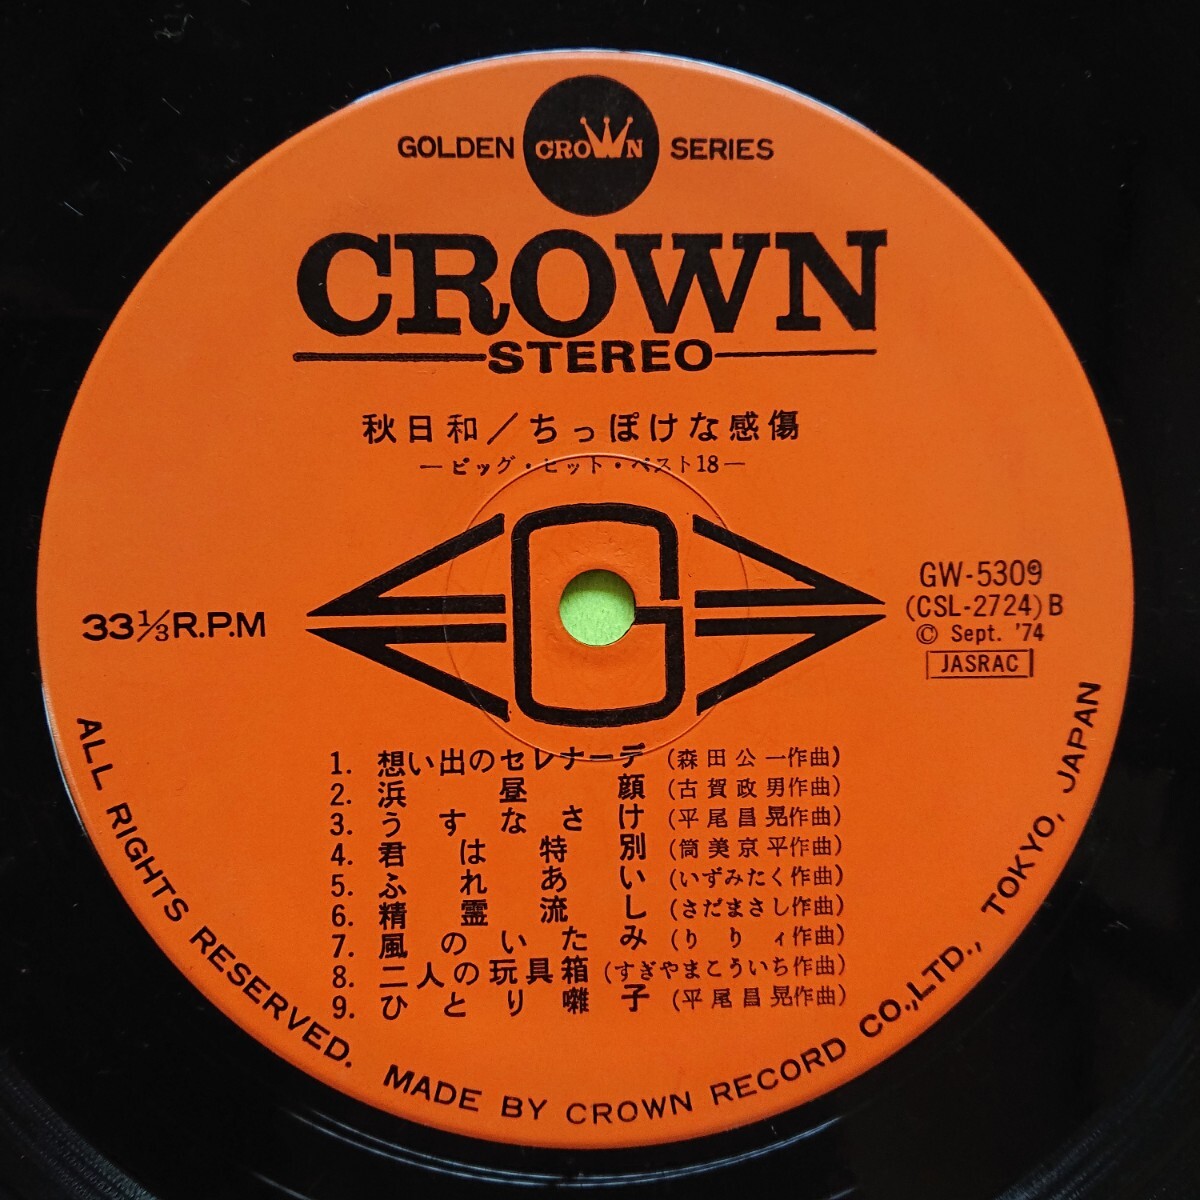 GOLDEN CROWN SERIES
CROWN
STEREO
秋日和／ちっぽけな感傷
―ビッグ・ヒット・ベスト18―
G
33⅓R.P.M
GW-5309
(CSL-2724)B
© Sept. '74
JASRAC
1. 想い出のセレナーデ (森田公一作曲)
2. 浜昼顔 (古賀政男作曲)
3. うすなさけ (平尾昌晃作曲)
4. 君は特別 (筒美京平作曲)
5. ふれあい (いずみたく作曲)
6. 精霊流し (さだまさし作曲)
7. 風のいたみ (りりィ作曲)
8. 二人の玩具箱 (すぎやまこういち作曲)
9. ひとり囃子 (平尾昌晃作曲)
ALL RIGHTS RESERVED. MADE BY CROWN RECORD CO.,LTD., TOKYO, JAPAN